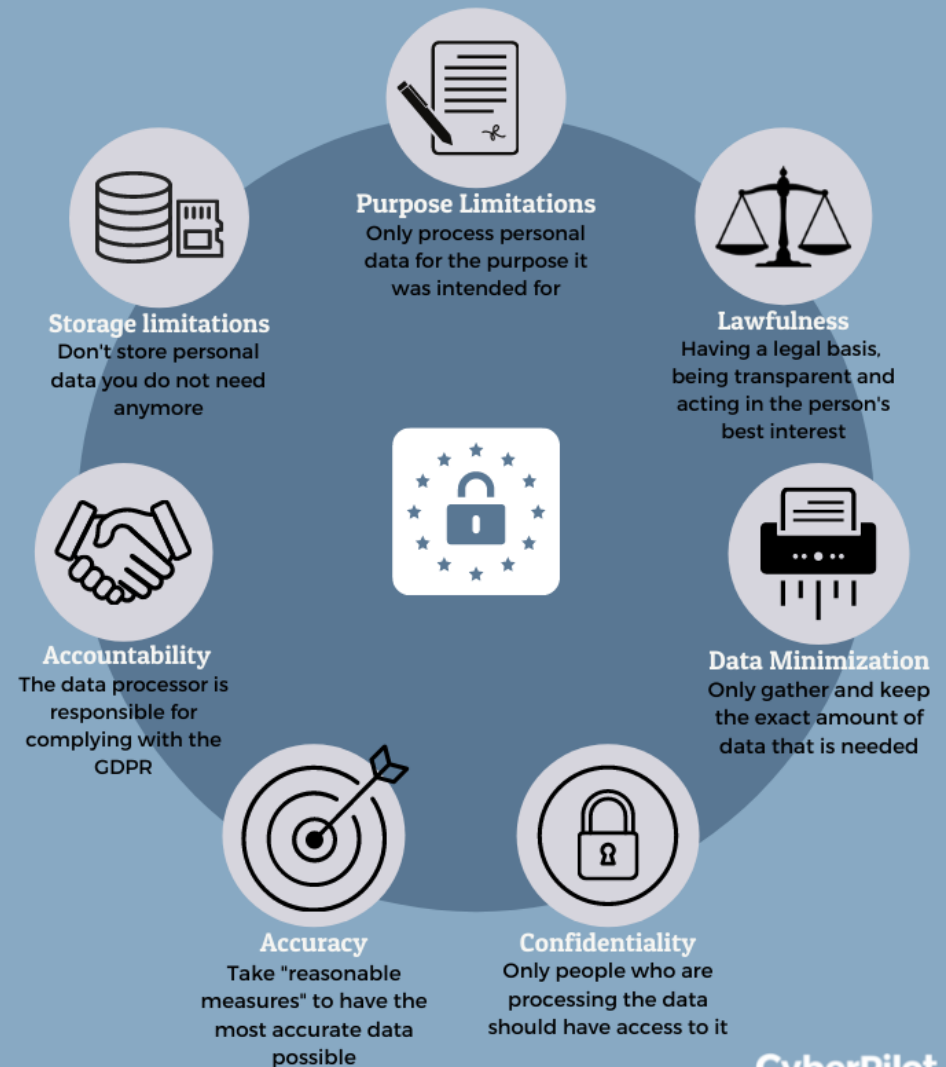 Purpose Limitations
Only process personal
data for the purpose it
was intended for
Storage limitations
Don't store personal
data you do not need
anymore
Lawfulness
Having a legal basis,
being transparent and
acting in the person's
best interest
Accountability
The data processor is
responsible for
complying with the
GDPR
Data Minimization
Only gather and keep
the exact amount of
data that is needed
Accuracy
Take "reasonable
measures" to have the
most accurate data
possible
Confidentiality
Only people who are
processing the data
should have access to it
CyberPilot